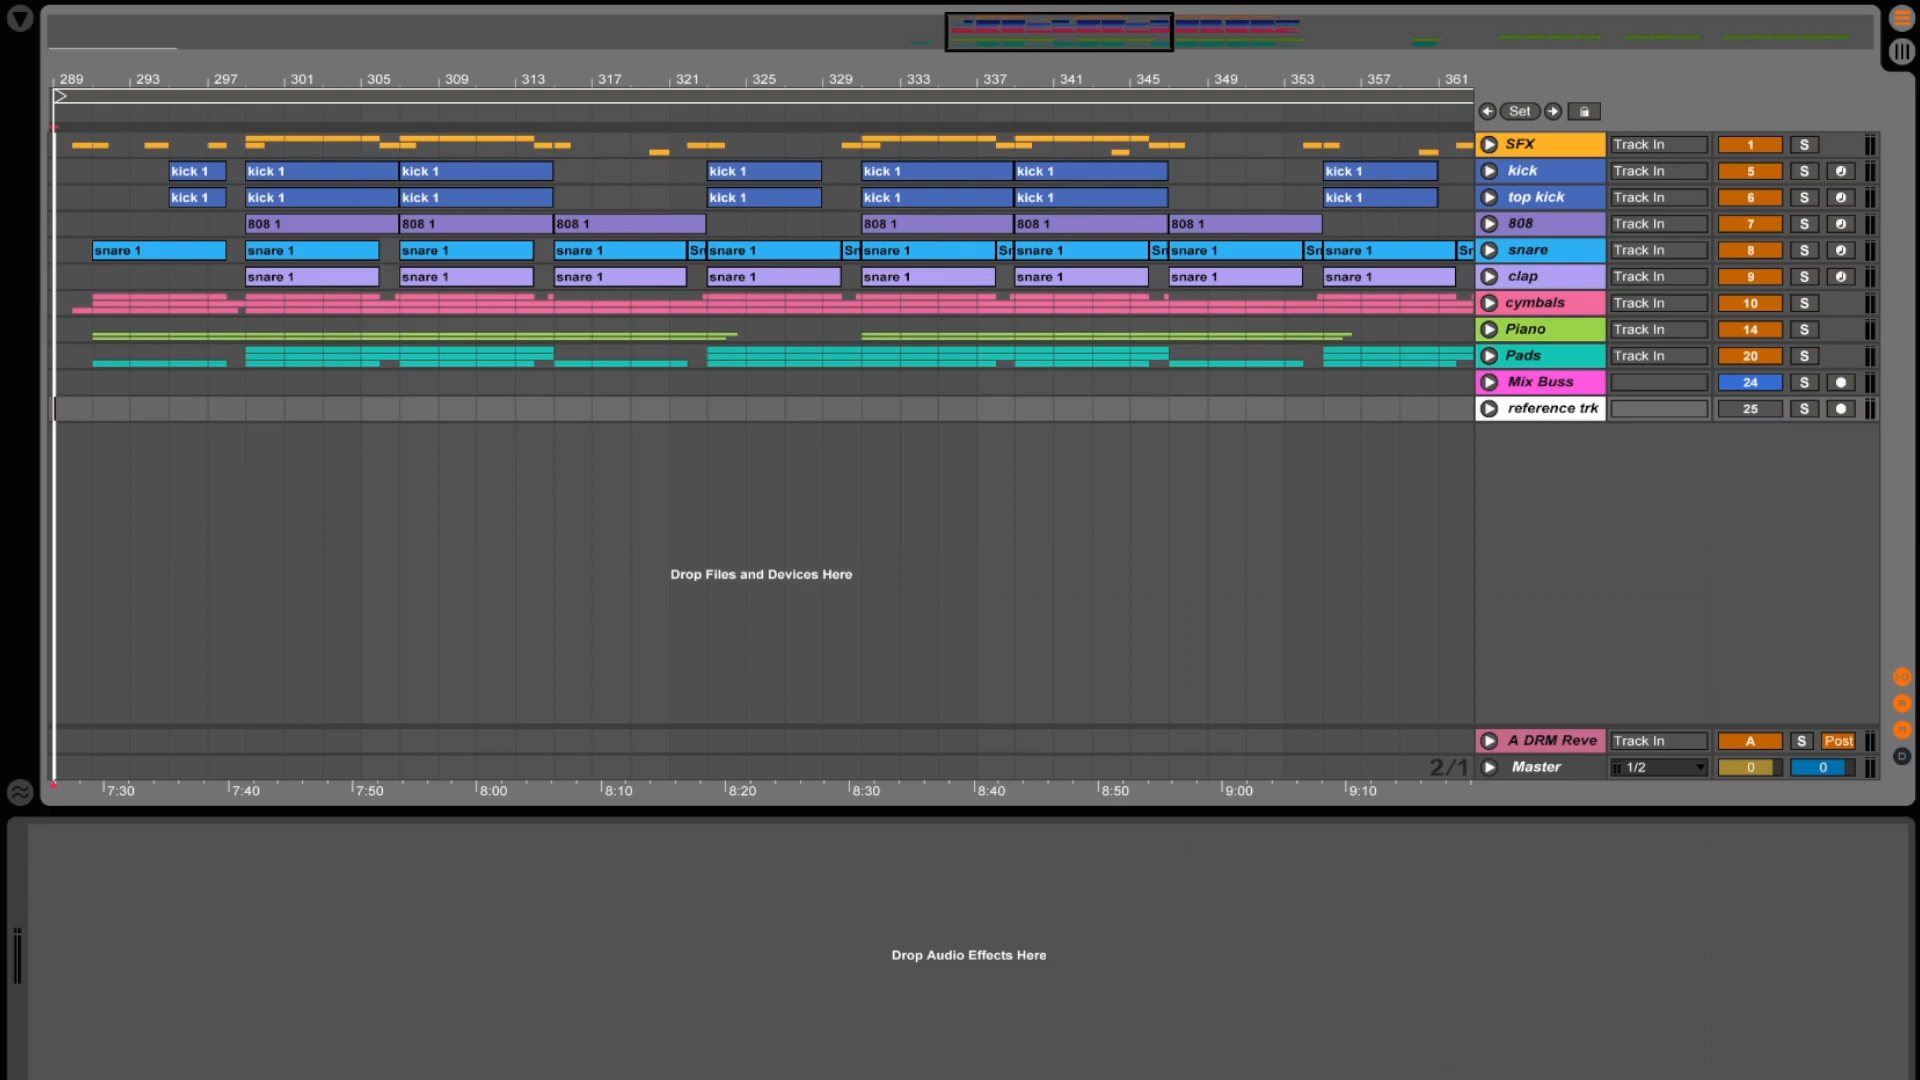 289 293 297 301 305 309 313 317 321 325 329 333 337 341 345 349 353 357 361
Set
SFX Track In 1 S
kick 1 kick 1 kick 1 kick 1 kick 1 kick 1 kick 1 kick Track In 5 S
kick 1 kick 1 kick 1 kick 1 kick 1 kick 1 kick 1 top kick Track In 6 S
808 1 808 1 808 1 808 1 808 1 808 1 808 Track In 7 S
snare 1 snare 1 snare 1 snare 1 Sn snare 1 Sn snare 1 Sn snare 1 Sn snare 1 Sn snare 1 Sn snare Track In 8 S
snare 1 snare 1 snare 1 snare 1 snare 1 snare 1 snare 1 snare 1 clap Track In 9 S
cymbals Track In 10 S
Piano Track In 14 S
Pads Track In 20 S
Mix Buss 24 S
reference trk 25 S
Drop Files and Devices Here
A DRM Reve Track In A S Post
2/1 Master 1/2 0 0
7:30 7:40 7:50 8:00 8:10 8:20 8:30 8:40 8:50 9:00 9:10
Drop Audio Effects Here